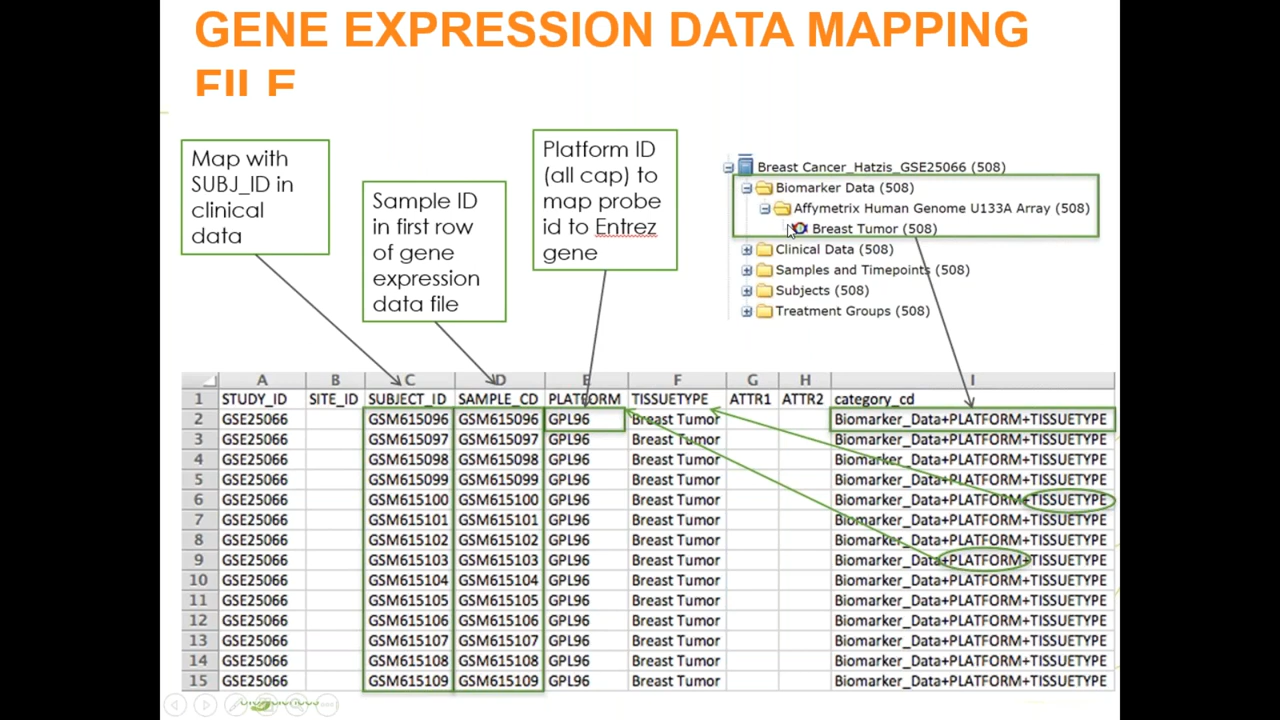 GENE EXPRESSION DATA MAPPING
FILE
Map with
SUBJ_ID in
clinical
data
Sample ID
in first row
of gene
expression
data file
Platform ID
(all cap) to
map probe
id to Entrez
gene
Breast Cancer_Hatzis_GSE25066 (508)
Biomarker Data (508)
Affymetrix Human Genome U133A Array (508)
Breast Tumor (508)
Clinical Data (508)
Samples and Timepoints (508)
Subjects (508)
Treatment Groups (508)
A B C D E F G H I
1 STUDY_ID SITE_ID SUBJECT_ID SAMPLE_CD PLATFORM TISSUETYPE ATTR1 ATTR2 category_cd
2 GSE25066 GSM615096 GSM615096 GPL96 Breast Tumor Biomarker_Data+PLATFORM+TISSUETYPE
3 GSE25066 GSM615097 GSM615097 GPL96 Breast Tumor Biomarker_Data+PLATFORM+TISSUETYPE
4 GSE25066 GSM615098 GSM615098 GPL96 Breast Tumor Biomarker_Data+PLATFORM+TISSUETYPE
5 GSE25066 GSM615099 GSM615099 GPL96 Breast Tumor Biomarker_Data+PLATFORM+TISSUETYPE
6 GSE25066 GSM615100 GSM615100 GPL96 Breast Tumor Biomarker_Data+PLATFORM+TISSUETYPE
7 GSE25066 GSM615101 GSM615101 GPL96 Breast Tumor Biomarker_Data+PLATFORM+TISSUETYPE
8 GSE25066 GSM615102 GSM615102 GPL96 Breast Tumor Biomarker_Data+PLATFORM+TISSUETYPE
9 GSE25066 GSM615103 GSM615103 GPL96 Breast Tumor Biomarker_Data+PLATFORM+TISSUETYPE
10 GSE25066 GSM615104 GSM615104 GPL96 Breast Tumor Biomarker_Data+PLATFORM+TISSUETYPE
11 GSE25066 GSM615105 GSM615105 GPL96 Breast Tumor Biomarker_Data+PLATFORM+TISSUETYPE
12 GSE25066 GSM615106 GSM615106 GPL96 Breast Tumor Biomarker_Data+PLATFORM+TISSUETYPE
13 GSE25066 GSM615107 GSM615107 GPL96 Breast Tumor Biomarker_Data+PLATFORM+TISSUETYPE
14 GSE25066 GSM615108 GSM615108 GPL96 Breast Tumor Biomarker_Data+PLATFORM+TISSUETYPE
15 GSE25066 GSM615109 GSM615109 GPL96 Breast Tumor Biomarker_Data+PLATFORM+TISSUETYPE